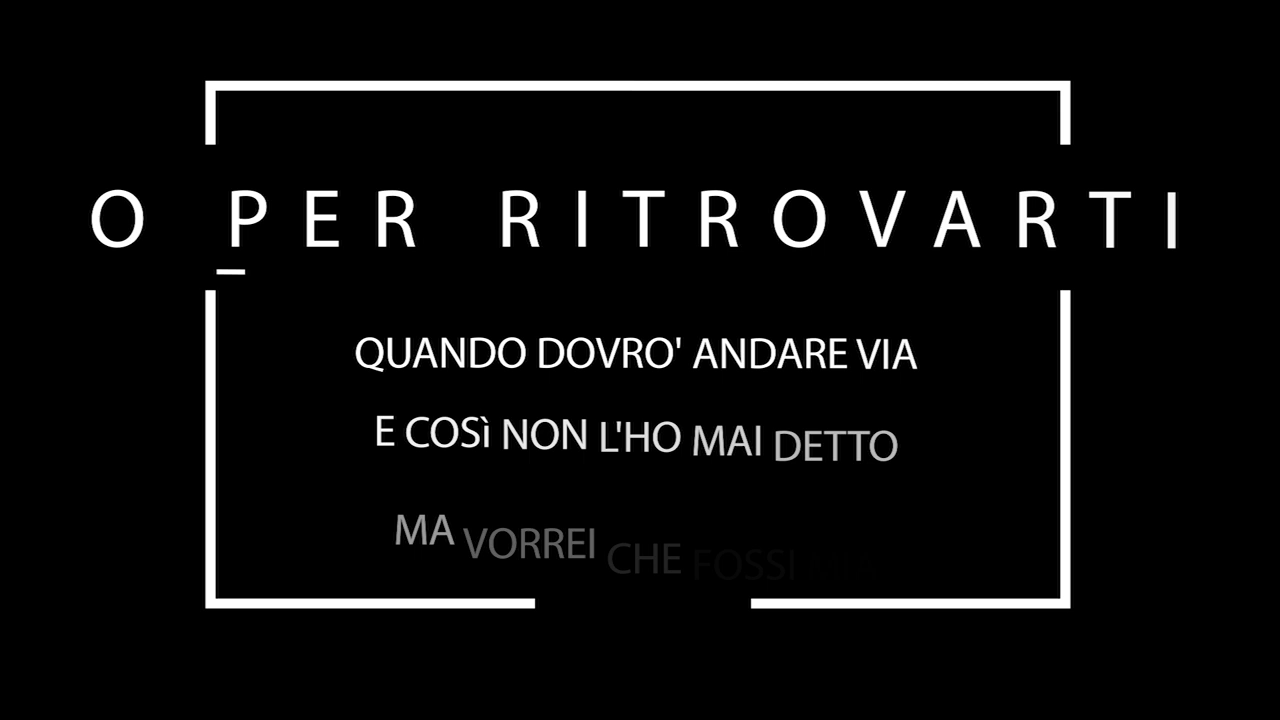 O PER RITROVARTI
QUANDO DOVRO' ANDARE VIA
E COSì NON L'HO MAI DETTO
MA VORREI CHE FOSSI